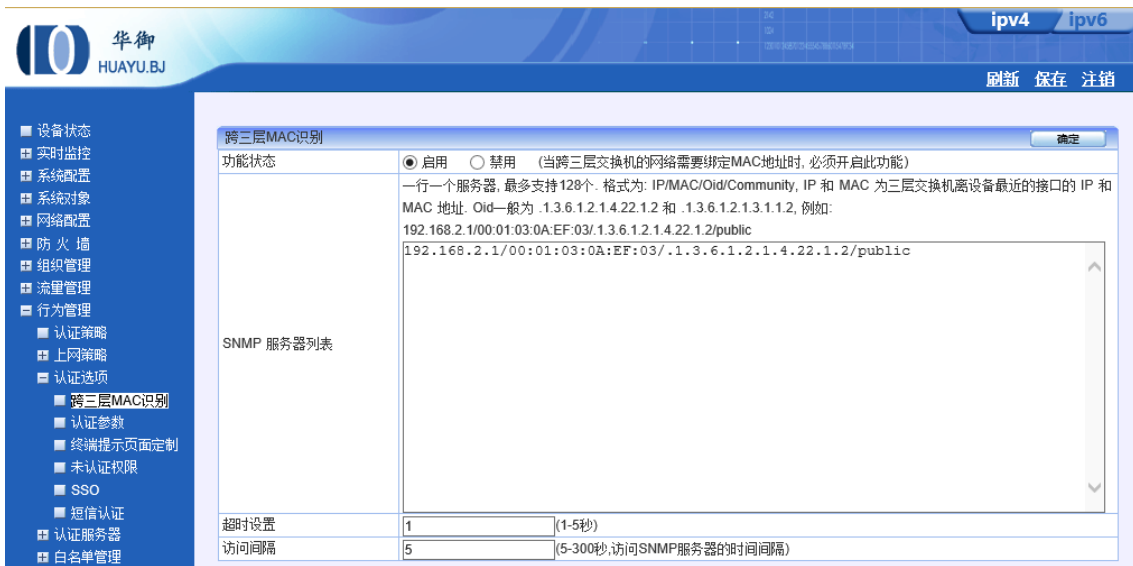 华御
HUAYU.BJ
ipv4
ipv6
刷新 保存 注销
设备状态
实时监控
系统配置
系统对象
网络配置
防 火 墙
组织管理
流量管理
行为管理
认证策略
上网策略
认证选项
跨三层MAC识别
认证参数
终端提示页面定制
未认证权限
SSO
短信认证
认证服务器
白名单管理
跨三层MAC识别
确定
功能状态
启用 禁用 (当跨三层交换机的网络需要绑定MAC地址时, 必须开启此功能)
SNMP 服务器列表
一行一个服务器, 最多支持128个. 格式为: IP/MAC/Oid/Community, IP 和 MAC 为三层交换机离设备最近的接口的 IP 和
MAC 地址. Oid一般为 .1.3.6.1.2.1.4.22.1.2 和 .1.3.6.1.2.1.3.1.1.2, 例如:
192.168.2.1/00:01:03:0A:EF:03/.1.3.6.1.2.1.4.22.1.2/public
192.168.2.1/00:01:03:0A:EF:03/.1.3.6.1.2.1.4.22.1.2/public
超时设置
1 (1-5秒)
访问间隔
5 (5-300秒,访问SNMP服务器的时间间隔)